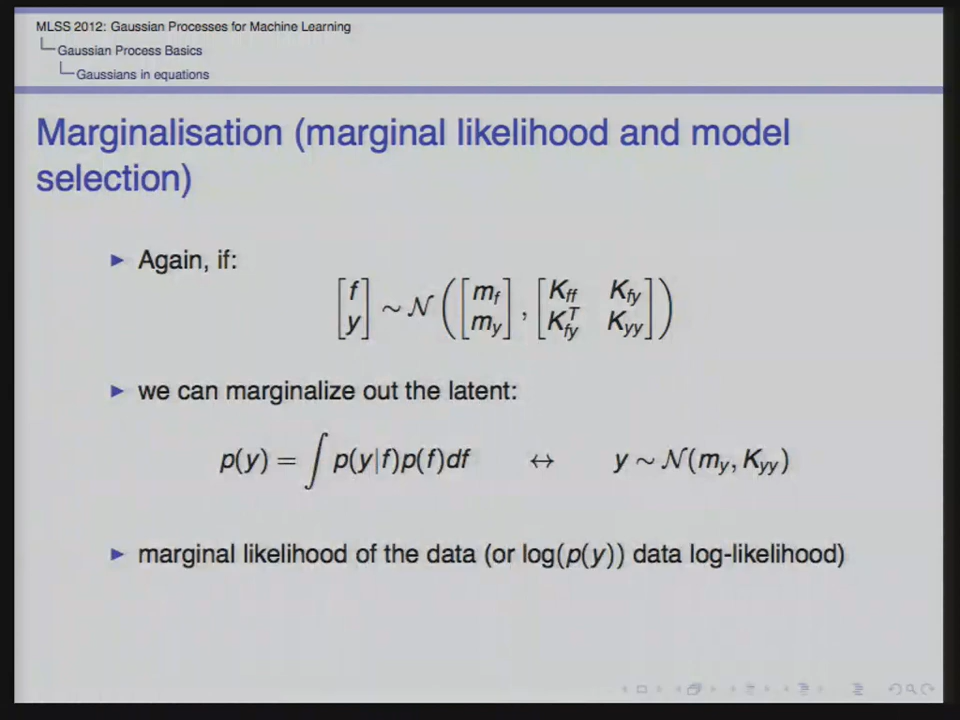 MLSS 2012: Gaussian Processes for Machine Learning
Gaussian Process Basics
Gaussians in equations
Marginalisation (marginal likelihood and model
selection)
► Again, if:
[f y] ∼ N ([m_f m_y], [K_ff K_fy K_fy^T K_yy])
► we can marginalize out the latent:
p(y) = ∫ p(y|f)p(f)df ↔ y ∼ N(m_y, K_yy)
► marginal likelihood of the data (or log(p(y)) data log-likelihood)